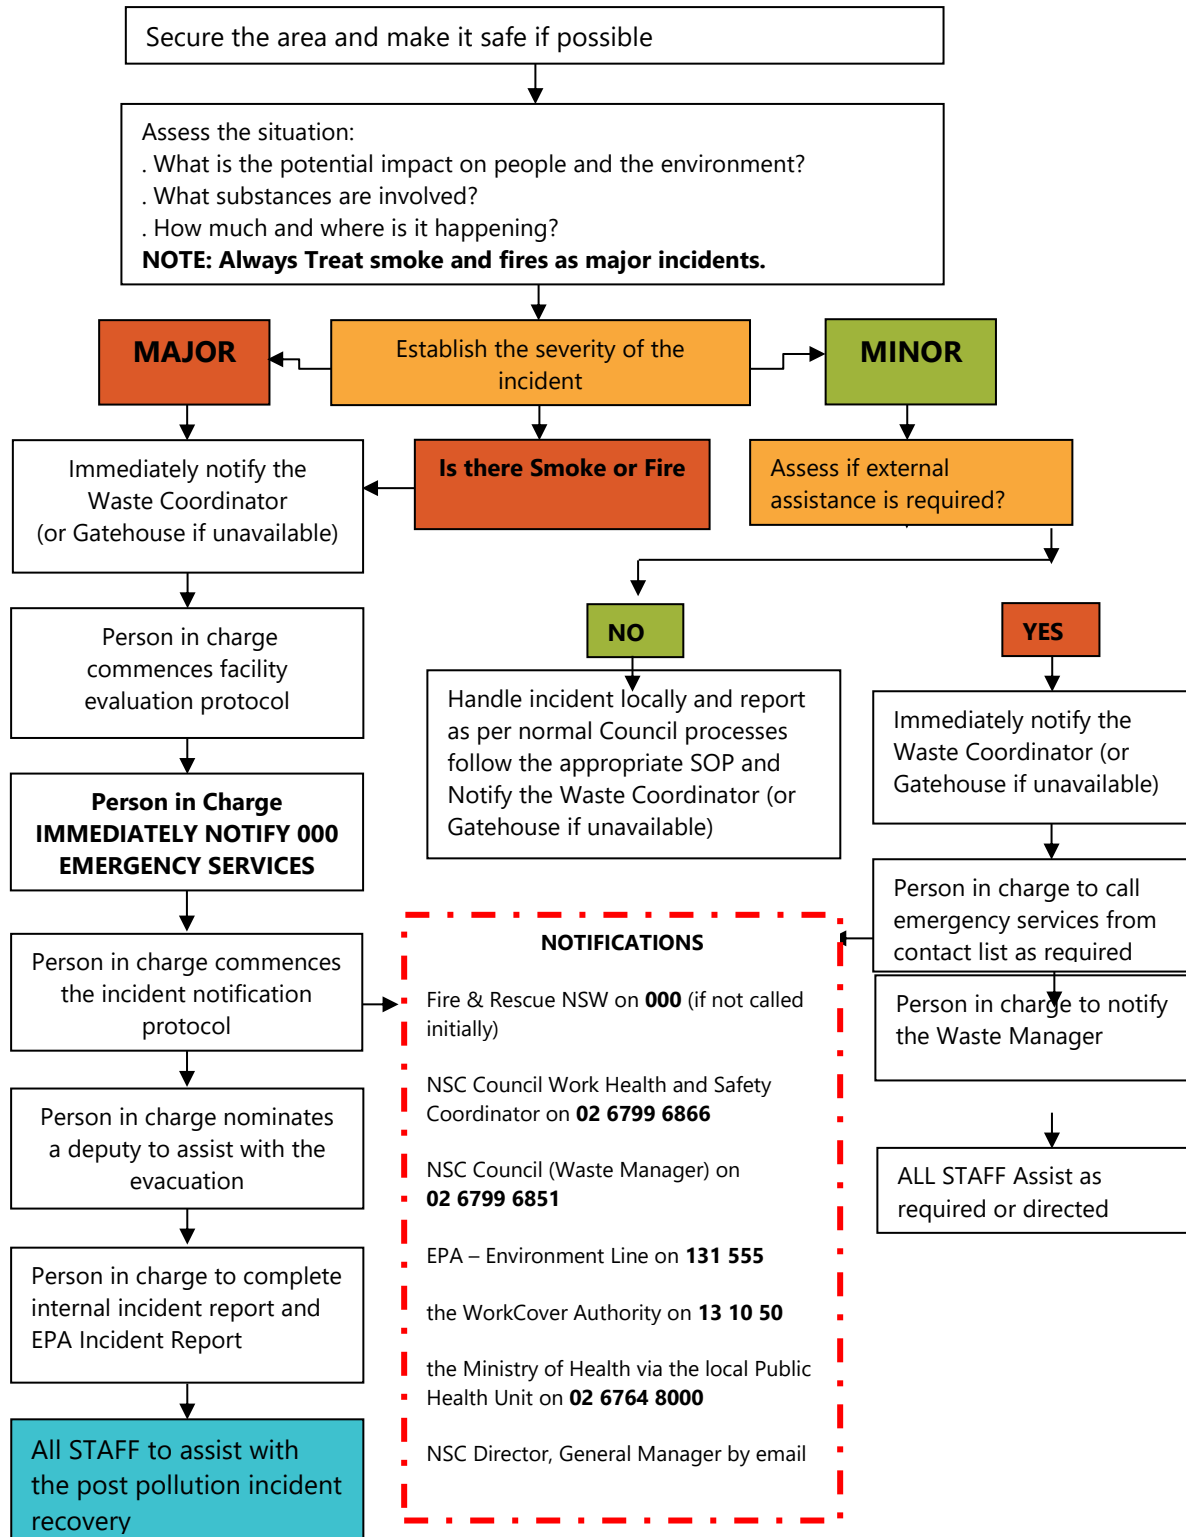 Secure the area and make it safe if possible
Assess the situation:
. What is the potential impact on people and the environment?
. What substances are involved?
. How much and where is it happening?
NOTE: Always Treat smoke and fires as major incidents.
MAJOR
Establish the severity of the
incident
MINOR
Immediately notify the
Waste Coordinator
(or Gatehouse if unavailable)
Is there Smoke or Fire
Assess if external
assistance is required?
Person in charge
commences facility
evaluation protocol
NO
YES
Handle incident locally and report
as per normal Council processes
follow the appropriate SOP and
Notify the Waste Coordinator (or
Gatehouse if unavailable)
Immediately notify the
Waste Coordinator (or
Gatehouse if unavailable)
Person in Charge
IMMEDIATELY NOTIFY 000
EMERGENCY SERVICES
Person in charge to call
emergency services from
contact list as required
Person in charge commences
the incident notification
protocol
Person in charge to notify
the Waste Manager
Person in charge nominates
a deputy to assist with the
evacuation
ALL STAFF Assist as
required or directed
Person in charge to complete
internal incident report and
EPA Incident Report
All STAFF to assist with
the post pollution incident
recovery
NOTIFICATIONS
Fire & Rescue NSW on 000 (if not called
initially)
NSC Council Work Health and Safety
Coordinator on 02 6799 6866
NSC Council (Waste Manager) on
02 6799 6851
EPA – Environment Line on 131 555
the WorkCover Authority on 13 10 50
the Ministry of Health via the local Public
Health Unit on 02 6764 8000
NSC Director, General Manager by email